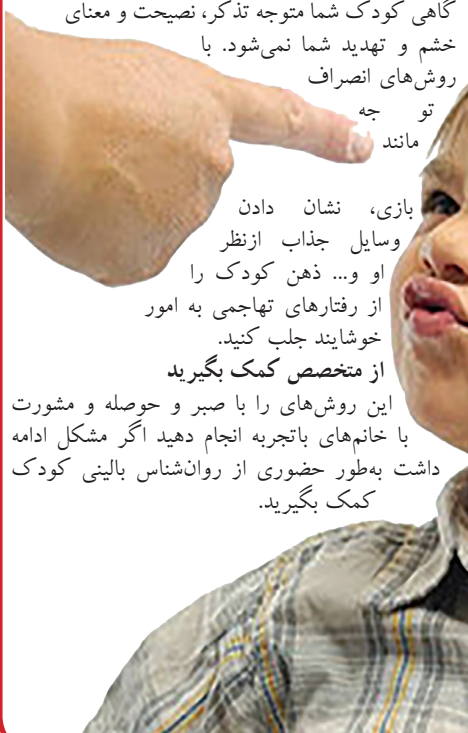 گاهی کودک شما متوجه تذکر، نصیحت و معنای
خشم و تهدید شما نمی‌شود. با
روش‌های انصراف
تو جه
مانند
بازی، نشان دادن
وسایل جذاب ازنظر
او و... ذهن کودک را
از رفتارهای تهاجمی به امور
خوشایند جلب کنید.
از متخصص کمک بگیرید
این روش‌های را با صبر و حوصله و مشورت
با خانم‌های باتجربه انجام دهید اگر مشکل ادامه
داشت به‌طور حضوری از روان‌شناس بالینی کودک
کمک بگیرید.